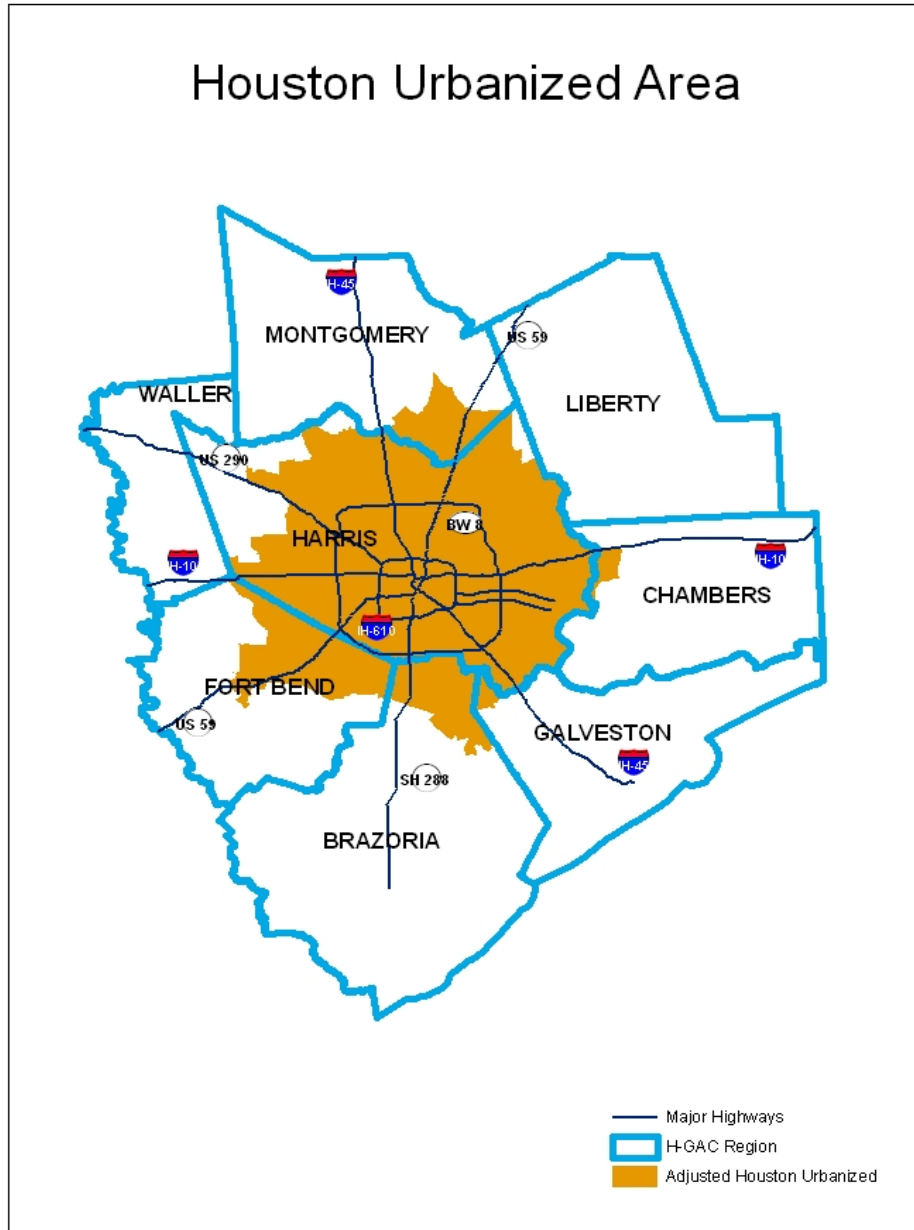 Houston Urbanized Area
IH-45
MONTGOMERY
US 59
WALLER
LIBERTY
US 290
BW 8
HARRIS
IH-10
IH-10
CHAMBERS
IH-610
FORT BEND
US 59
GALVESTON
IH-45
SH 288
BRAZORIA
Major Highways
H-GAC Region
Adjusted Houston Urbanized